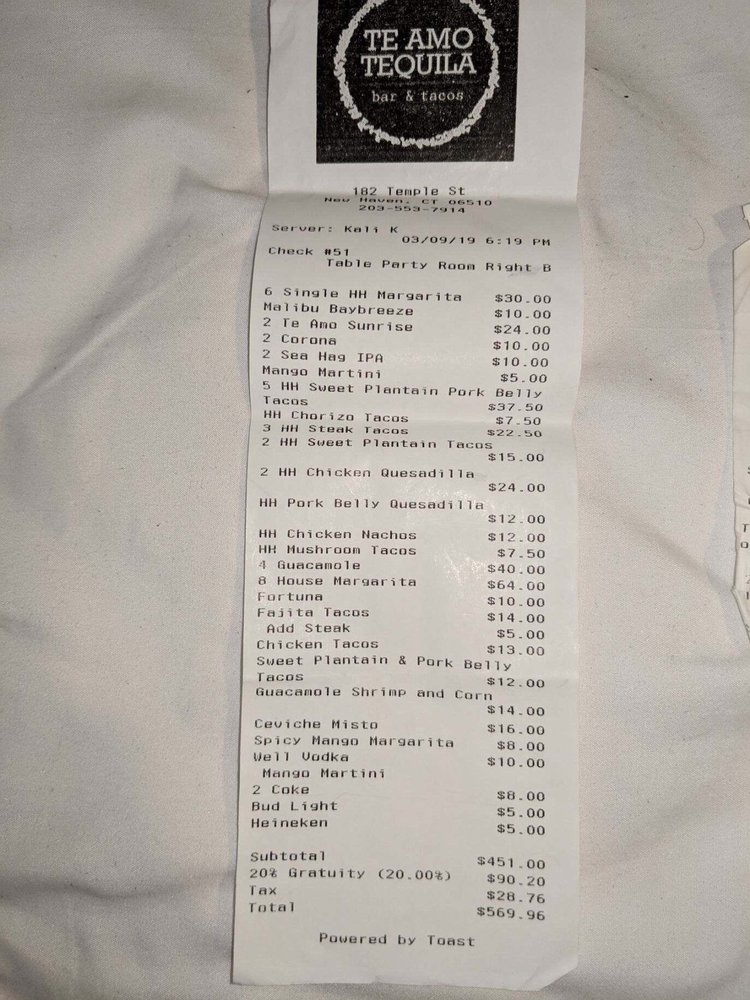 TE AMO
TEQUILA
bar & tacos
182 Temple St
New Haven, CT 06510
203-553-7914
Server: Kali K
03/09/19 6:19 PM
Check #51
Table Party Room Right B
6 Single HH Margarita $30.00
Malibu Baybreeze $10.00
2 Te Amo Sunrise $24.00
2 Corona $10.00
2 Sea Hag IPA $10.00
Mango Martini $5.00
5 HH Sweet Plantain Pork Belly
Tacos $37.50
HH Chorizo Tacos $7.50
3 HH Steak Tacos $22.50
2 HH Sweet Plantain Tacos
$15.00
2 HH Chicken Quesadilla
$24.00
HH Pork Belly Quesadilla
$12.00
HH Chicken Nachos $12.00
HH Mushroom Tacos $7.50
4 Guacamole $40.00
8 House Margarita $64.00
Fortuna $10.00
Fajita Tacos $14.00
Add Steak $5.00
Chicken Tacos $13.00
Sweet Plantain & Pork Belly
Tacos $12.00
Guacamole Shrimp and Corn
$14.00
Ceviche Misto $16.00
Spicy Mango Margarita $8.00
Well Vodka $10.00
Mango Martini
2 Coke $8.00
Bud Light $5.00
Heineken $5.00
Subtotal $451.00
20% Gratuity (20.00%) $90.20
Tax $28.76
Total $569.96
Powered by Toast